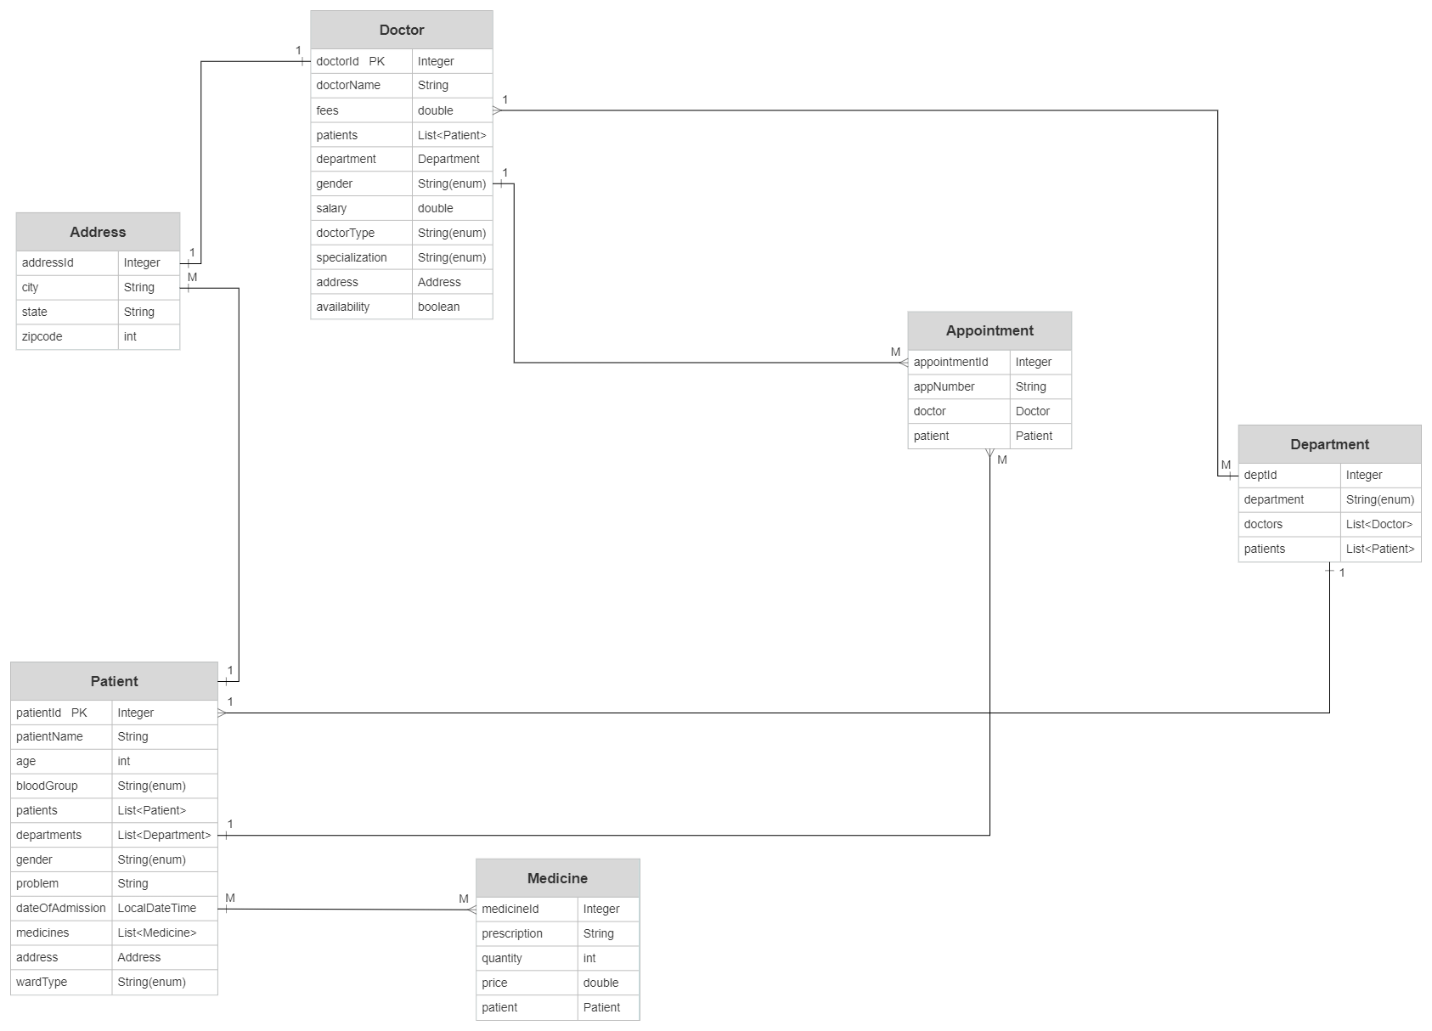 Doctor
1
doctorId PK Integer
doctorName String
1
fees double
patients List<Patient>
department Department
1
gender String(enum)
salary double
doctorType String(enum)
specialization String(enum)
address Address
availability boolean
Address
1
addressId Integer
M
city String
state String
zipcode int
Appointment
M
appointmentId Integer
appNumber String
doctor Doctor
patient Patient
M
Department
M
deptId Integer
department String(enum)
doctors List<Doctor>
patients List<Patient>
1
Patient
1
1
patientId PK Integer
patientName String
age int
bloodGroup String(enum)
patients List<Patient>
1
departments List<Department>
gender String(enum)
problem String
M
dateOfAdmission LocalDateTime
medicines List<Medicine>
address Address
wardType String(enum)
Medicine
M
medicineId Integer
prescription String
quantity int
price double
patient Patient